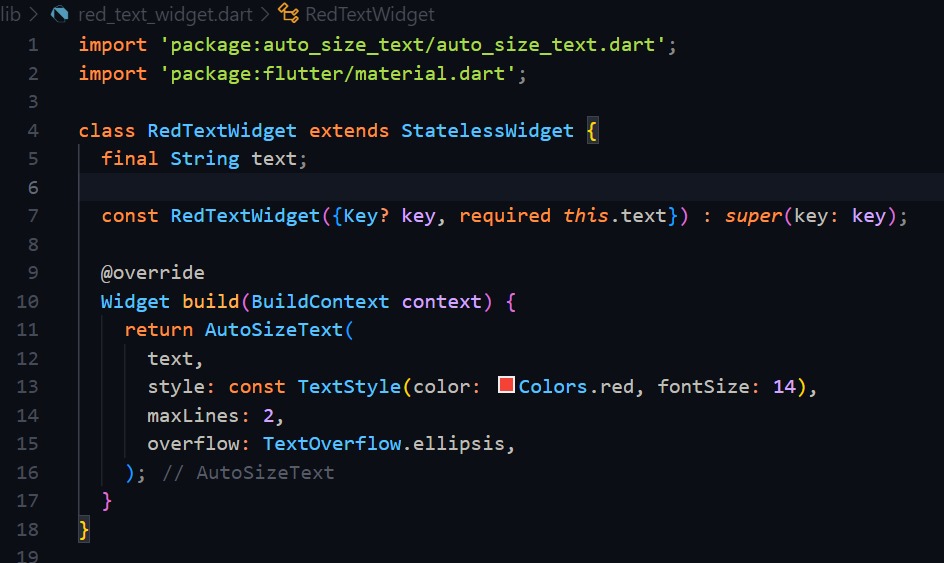 lib > red_text_widget.dart > RedTextWidget
1 import 'package:auto_size_text/auto_size_text.dart';
2 import 'package:flutter/material.dart';
3
4 class RedTextWidget extends StatelessWidget {
5   final String text;
6
7   const RedTextWidget({Key? key, required this.text}) : super(key: key);
8
9   @override
10   Widget build(BuildContext context) {
11     return AutoSizeText(
12       text,
13       style: const TextStyle(color: Colors.red, fontSize: 14),
14       maxLines: 2,
15       overflow: TextOverflow.ellipsis,
16     ); // AutoSizeText
17   }
18 }
19